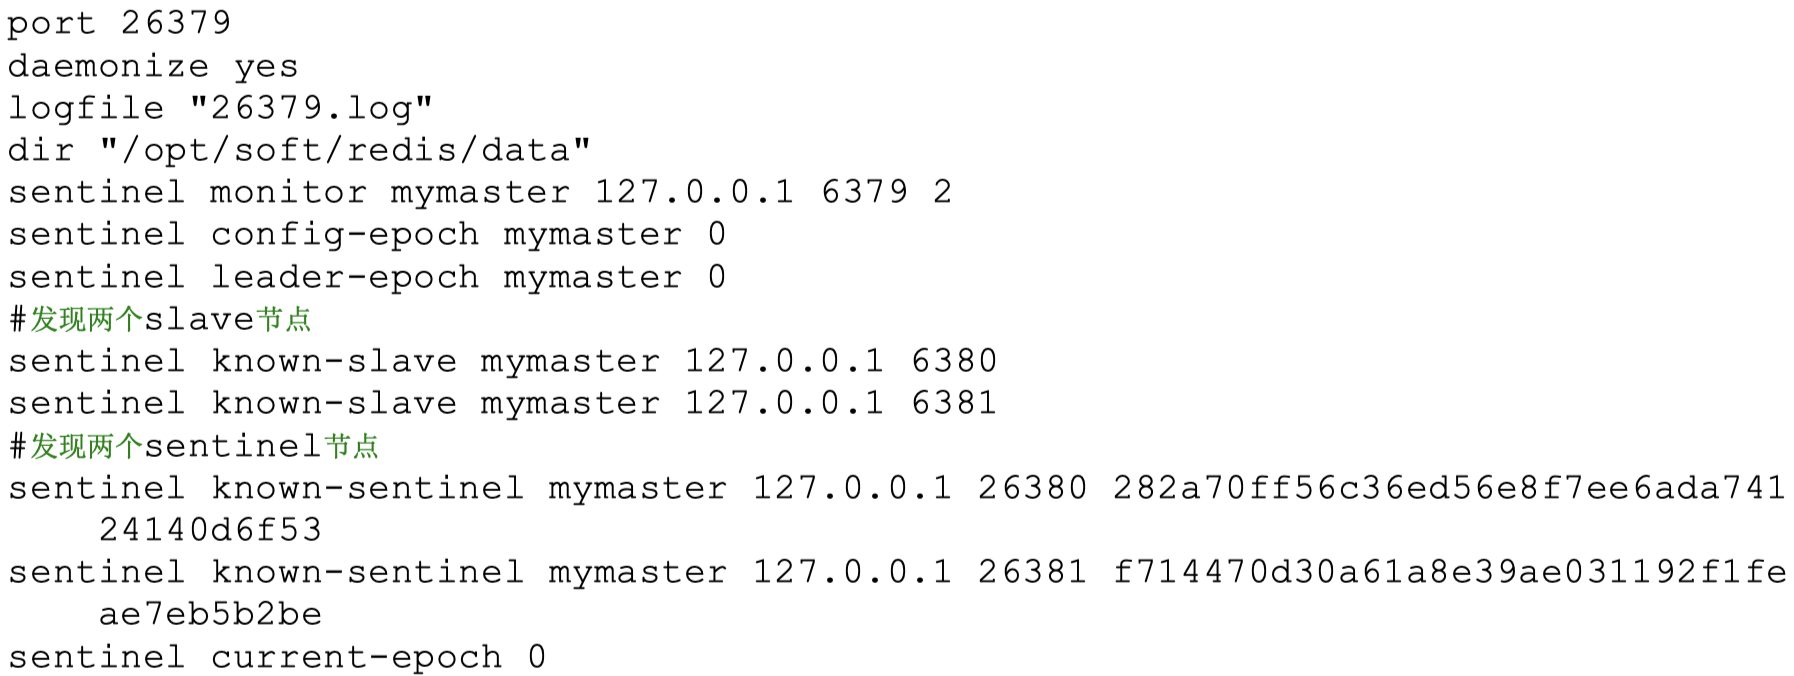 port 26379
daemonize yes
logfile "26379.log"
dir "/opt/soft/redis/data"
sentinel monitor mymaster 127.0.0.1 6379 2
sentinel config-epoch mymaster 0
sentinel leader-epoch mymaster 0
#发现两个slave节点
sentinel known-slave mymaster 127.0.0.1 6380
sentinel known-slave mymaster 127.0.0.1 6381
#发现两个sentinel节点
sentinel known-sentinel mymaster 127.0.0.1 26380 282a70ff56c36ed56e8f7ee6ada741
24140d6f53
sentinel known-sentinel mymaster 127.0.0.1 26381 f714470d30a61a8e39ae031192f1fe
ae7eb5b2be
sentinel current-epoch 0